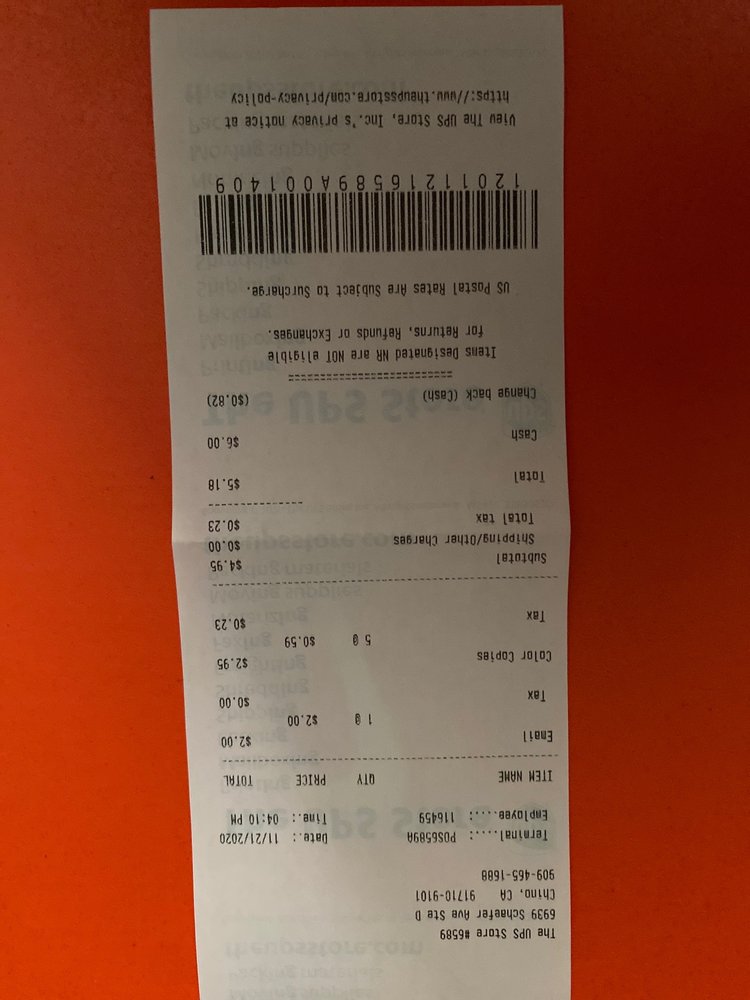 The UPS Store #6589
6939 Schaefer Ave Ste D
Chino, CA 91710-9101
909-465-1688
Terminal....: POS6589A Date.: 11/21/2020
Employee....: 116459 Time.: 04:10 PM
ITEM NAME QTY PRICE TOTAL
Email $2.00
1 @ $2.00
Tax $0.00
Color Copies $2.95
5 @ $0.59
Tax $0.23
Subtotal $4.95
Shipping/Other Charges $0.00
Total tax $0.23
Total $5.18
Cash $6.00
Change back (Cash) ($0.82)
Items Designated NR are NOT eligible
for Returns, Refunds or Exchanges.
US Postal Rates Are Subject to Surcharge.
12011216589A001409
View The UPS Store, Inc.'s privacy notice at
https://www.theupsstore.com/privacy-policy